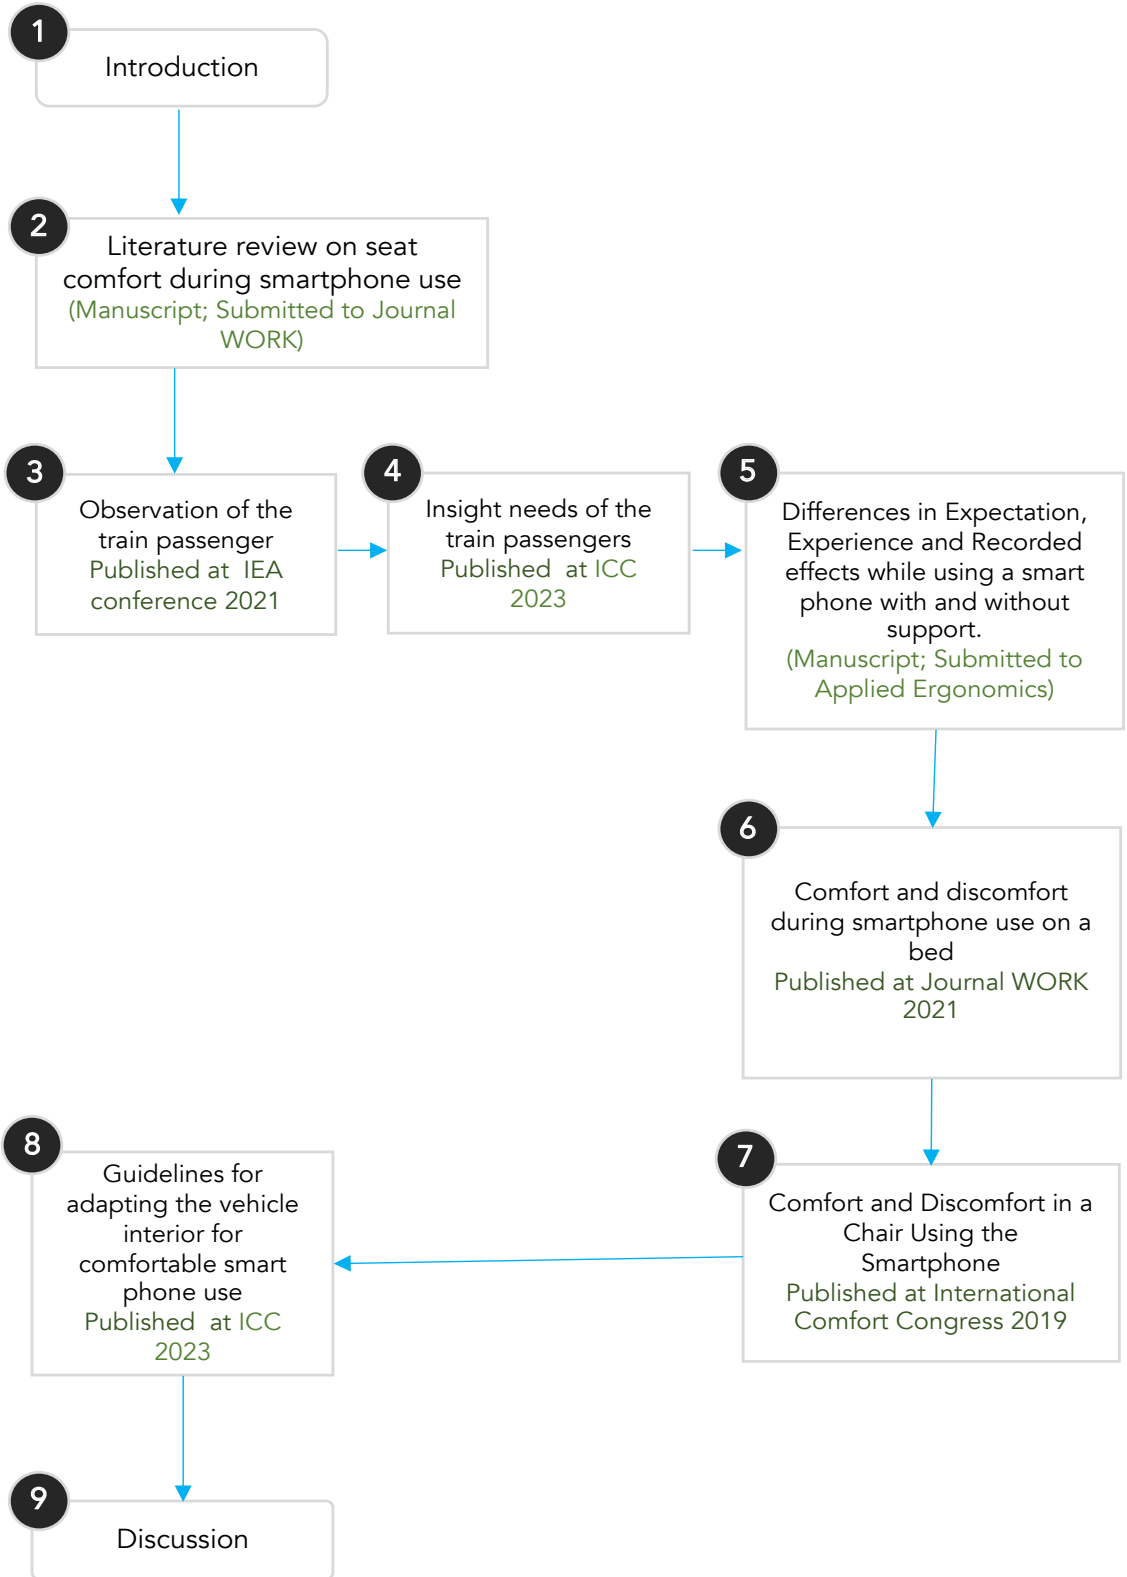 1
Introduction
2
Literature review on seat
comfort during smartphone use
(Manuscript; Submitted to Journal
WORK)
3
Observation of the
train passenger
Published at IEA
conference 2021
4
Insight needs of the
train passengers
Published at ICC
2023
5
Differences in Expectation,
Experience and Recorded
effects while using a smart
phone with and without
support.
(Manuscript; Submitted to
Applied Ergonomics)
6
Comfort and discomfort
during smartphone use on a
bed
Published at Journal WORK
2021
7
Comfort and Discomfort in a
Chair Using the
Smartphone
Published at International
Comfort Congress 2019
8
Guidelines for
adapting the vehicle
interior for
comfortable smart
phone use
Published at ICC
2023
9
Discussion